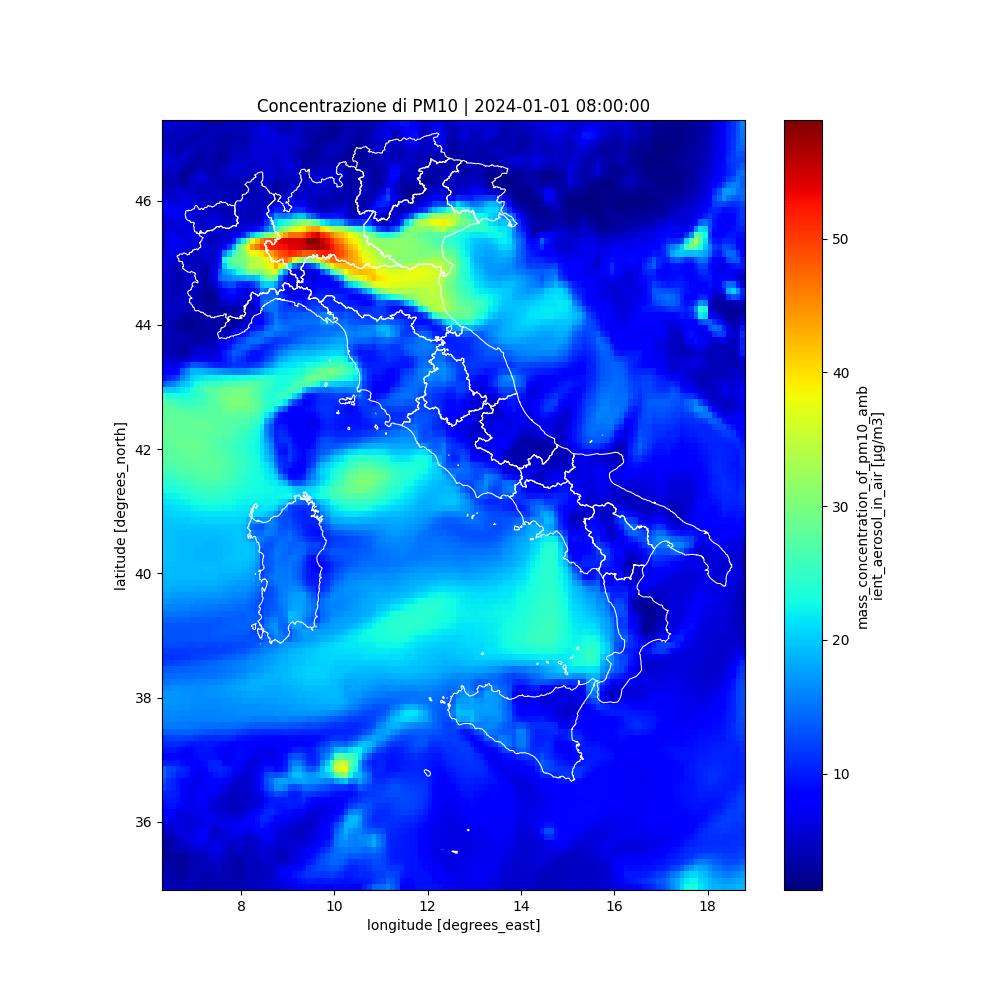 Concentrazione di PM10 | 2024-01-01 08:00:00
46
44
42
40
38
36
latitude [degrees_north]
8 10 12 14 16 18
longitude [degrees_east]
50
40
30
20
10
mass_concentration_of_pm10_amb
ient_aerosol_in_air [µg/m3]